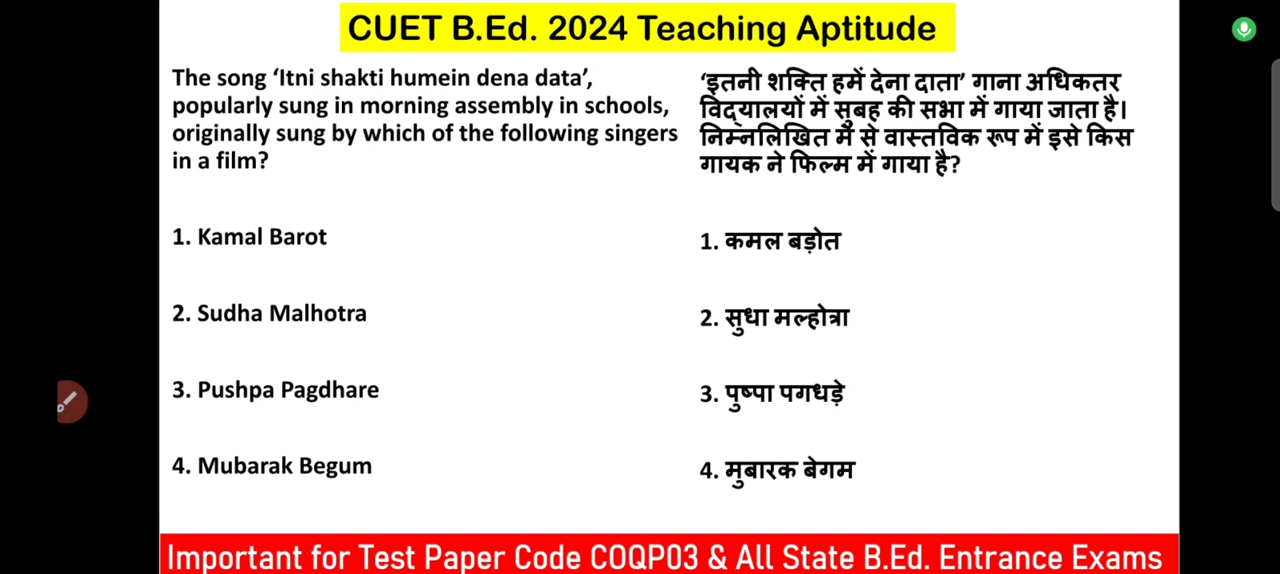 CUET B.Ed. 2024 Teaching Aptitude
The song ‘Itni shakti humein dena data’,
popularly sung in morning assembly in schools,
originally sung by which of the following singers
in a film?
1. Kamal Barot
2. Sudha Malhotra
3. Pushpa Pagdhare
4. Mubarak Begum
‘इतनी शक्ति हमें देना दाता’ गाना अधिकतर
विद्यालयों में सुबह की सभा में गाया जाता है।
निम्नलिखित में से वास्तविक रूप में इसे किस
गायक ने फिल्म में गाया है?
1. कमल बड़ोत
2. सुधा मल्होत्रा
3. पुष्पा पगधड़े
4. मुबारक बेगम
Important for Test Paper Code COQP03 & All State B.Ed. Entrance Exams